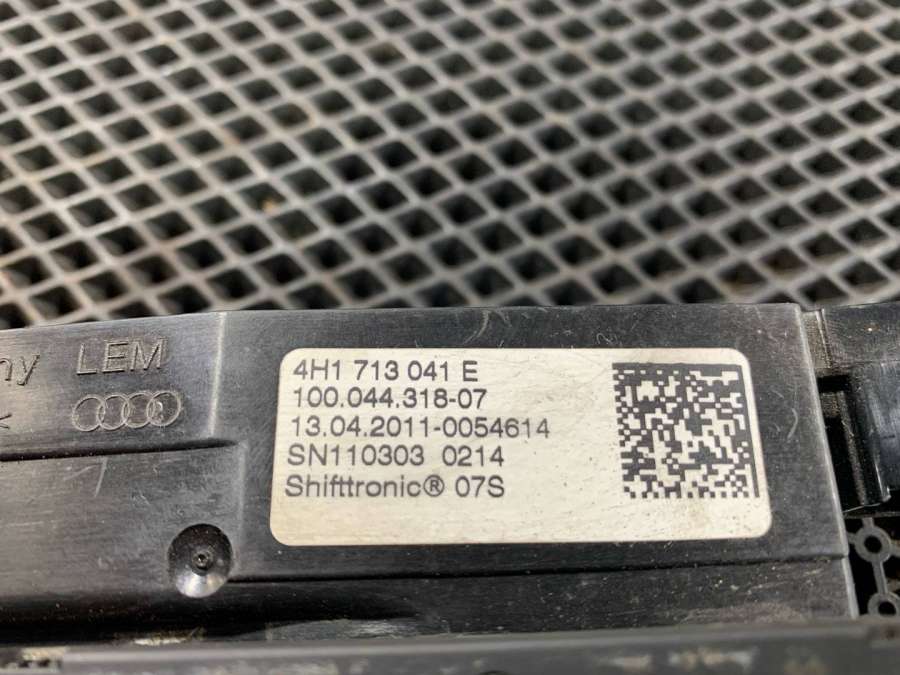 ny LEM
4H1 713 041 E
100.044.318-07
13.04.2011-0054614
SN110303 0214
Shifttronic® 07S